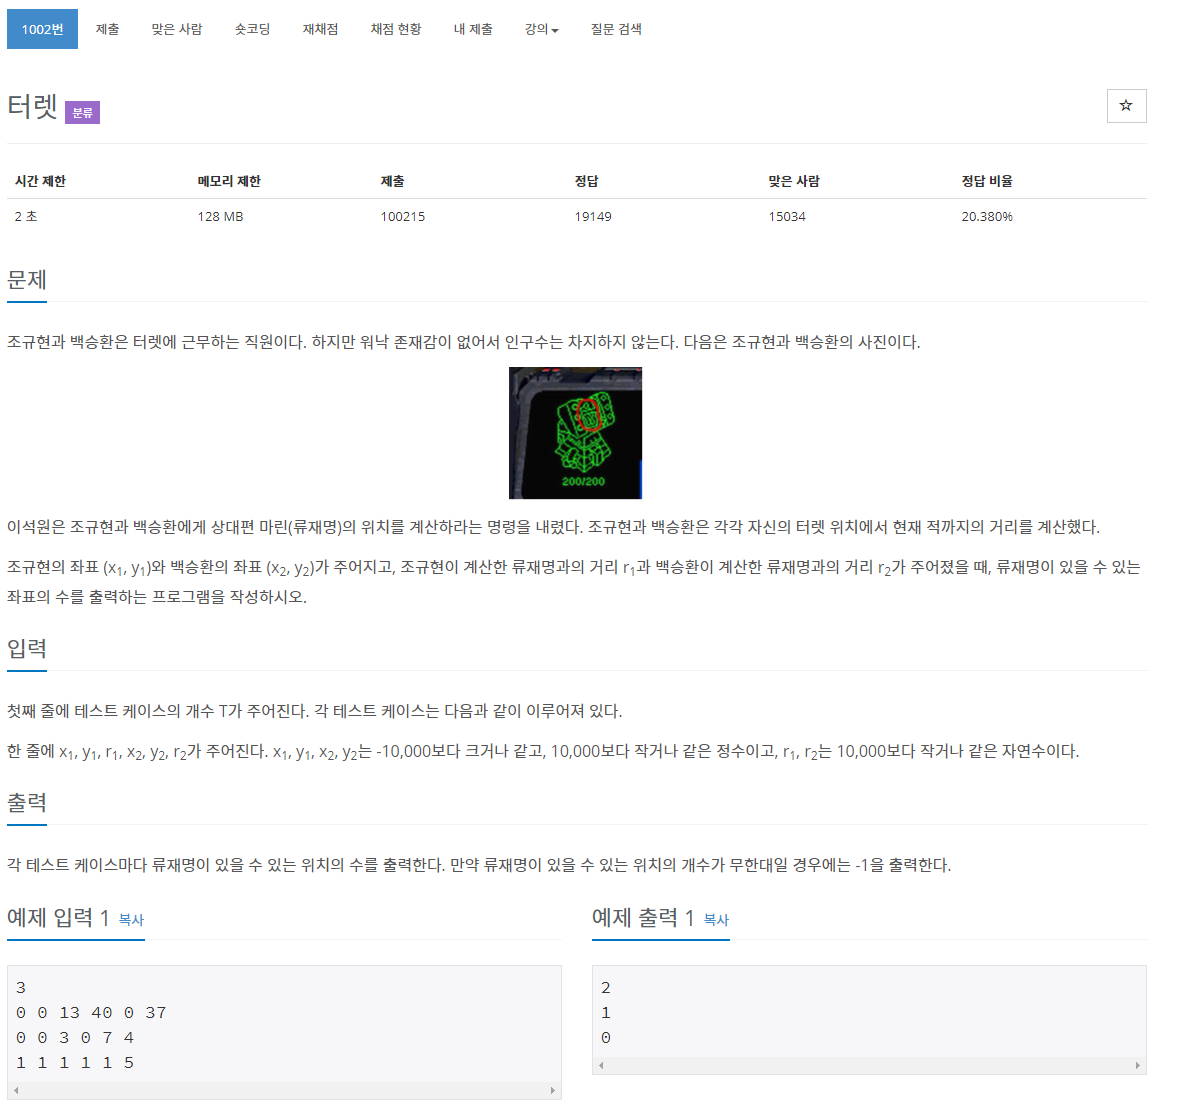 1002번 제출 맞은 사람 숏코딩 재채점 채점 현황 내 제출 강의 질문 검색
터렛 분류
시간 제한 메모리 제한 제출 정답 맞은 사람 정답 비율
2 초 128 MB 100215 19149 15034 20.380%
문제
조규현과 백승환은 터렛에 근무하는 직원이다. 하지만 워낙 존재감이 없어서 인구수는 차지하지 않는다. 다음은 조규현과 백승환의 사진이다.
200/200
이석원은 조규현과 백승환에게 상대편 마린(류재명)의 위치를 계산하라는 명령을 내렸다. 조규현과 백승환은 각각 자신의 터렛 위치에서 현재 적까지의 거리를 계산했다.
조규현의 좌표 (x1, y1)와 백승환의 좌표 (x2, y2)가 주어지고, 조규현이 계산한 류재명과의 거리 r1과 백승환이 계산한 류재명과의 거리 r2가 주어졌을 때, 류재명이 있을 수 있는
좌표의 수를 출력하는 프로그램을 작성하시오.
입력
첫째 줄에 테스트 케이스의 개수 T가 주어진다. 각 테스트 케이스는 다음과 같이 이루어져 있다.
한 줄에 x1, y1, r1, x2, y2, r2가 주어진다. x1, y1, x2, y2는 -10,000보다 크거나 같고, 10,000보다 작거나 같은 정수이고, r1, r2는 10,000보다 작거나 같은 자연수이다.
출력
각 테스트 케이스마다 류재명이 있을 수 있는 위치의 수를 출력한다. 만약 류재명이 있을 수 있는 위치의 개수가 무한대일 경우에는 -1을 출력한다.
예제 입력 1 복사
3
0 0 13 40 0 37
0 0 3 0 7 4
1 1 1 1 1 5
예제 출력 1 복사
2
1
0